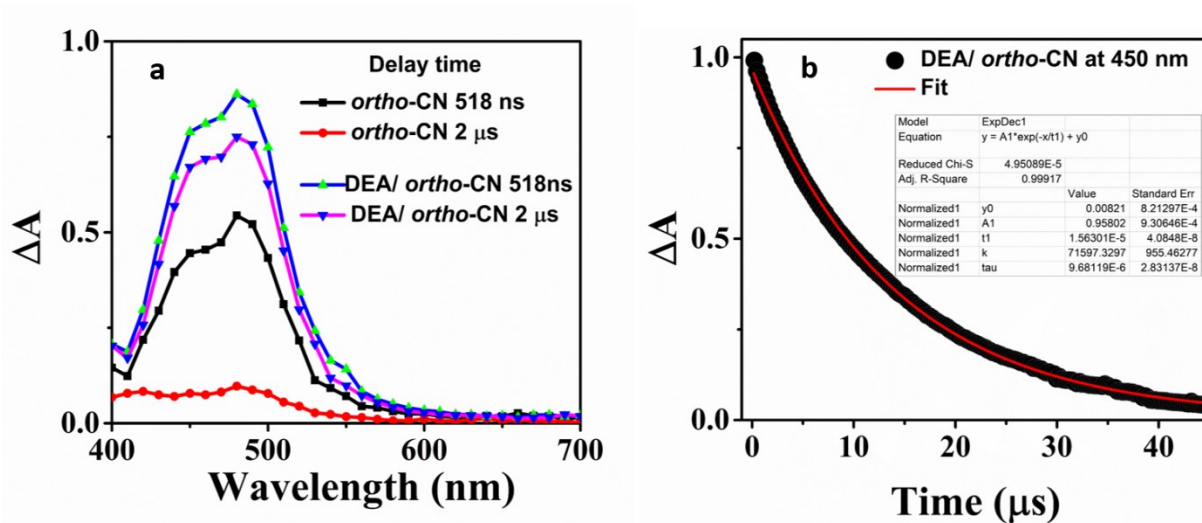 a
Delay time
ortho-CN 518 ns
ortho-CN 2 μs
DEA/ ortho-CN 518ns
DEA/ ortho-CN 2 μs
1.0
0.5
0.0
ΔA
400 500 600 700
Wavelength (nm)
b
DEA/ ortho-CN at 450 nm
Fit
Model ExpDec1
Equation y = A1*exp(-x/t1) + y0
Reduced Chi-S 4.95089E-5
Adj. R-Square 0.99917
Value Standard Err
Normalized1 y0 0.00821 8.21297E-4
Normalized1 A1 0.95802 9.30646E-4
Normalized1 t1 1.56301E-5 4.0848E-8
Normalized1 k 71597.3297 955.46277
Normalized1 tau 9.68119E-6 2.83137E-8
1.0
0.5
0.0
ΔA
0 10 20 30 40
Time (μs)